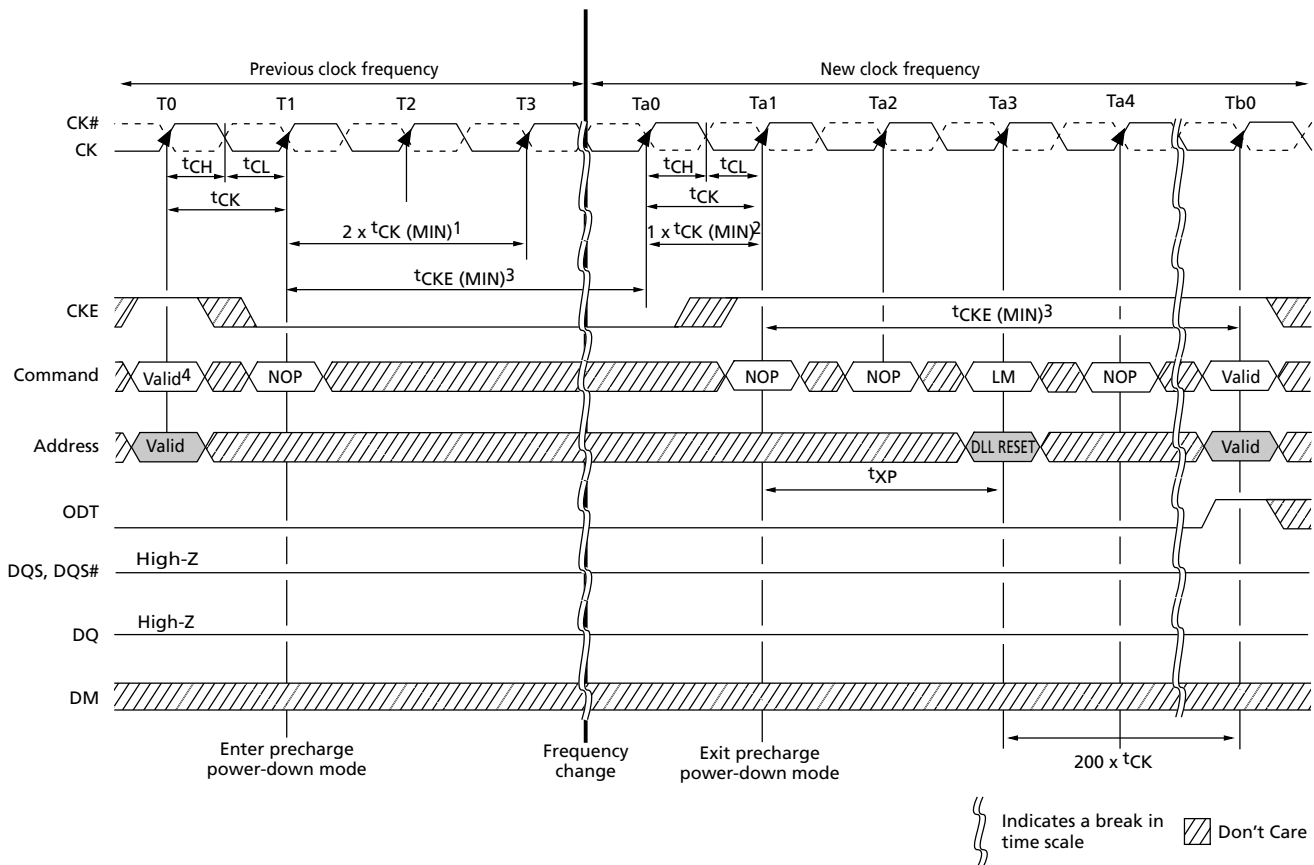 Previous clock frequency New clock frequency
T0 T1 T2 T3 Ta0 Ta1 Ta2 Ta3 Ta4 Tb0
CK#
CK
tCH tCL tCH tCL
tCK tCK
2 x tCK (MIN)1 1 x tCK (MIN)2
tCKE (MIN)3
CKE
tCKE (MIN)3
Command Valid4 NOP NOP NOP LM NOP Valid
Address Valid DLL RESET Valid
tXP
ODT
DQS, DQS# High-Z
DQ High-Z
DM
Enter precharge
power-down mode
Frequency
change
Exit precharge
power-down mode
200 x tCK
Indicates a break in
time scale
Don't Care